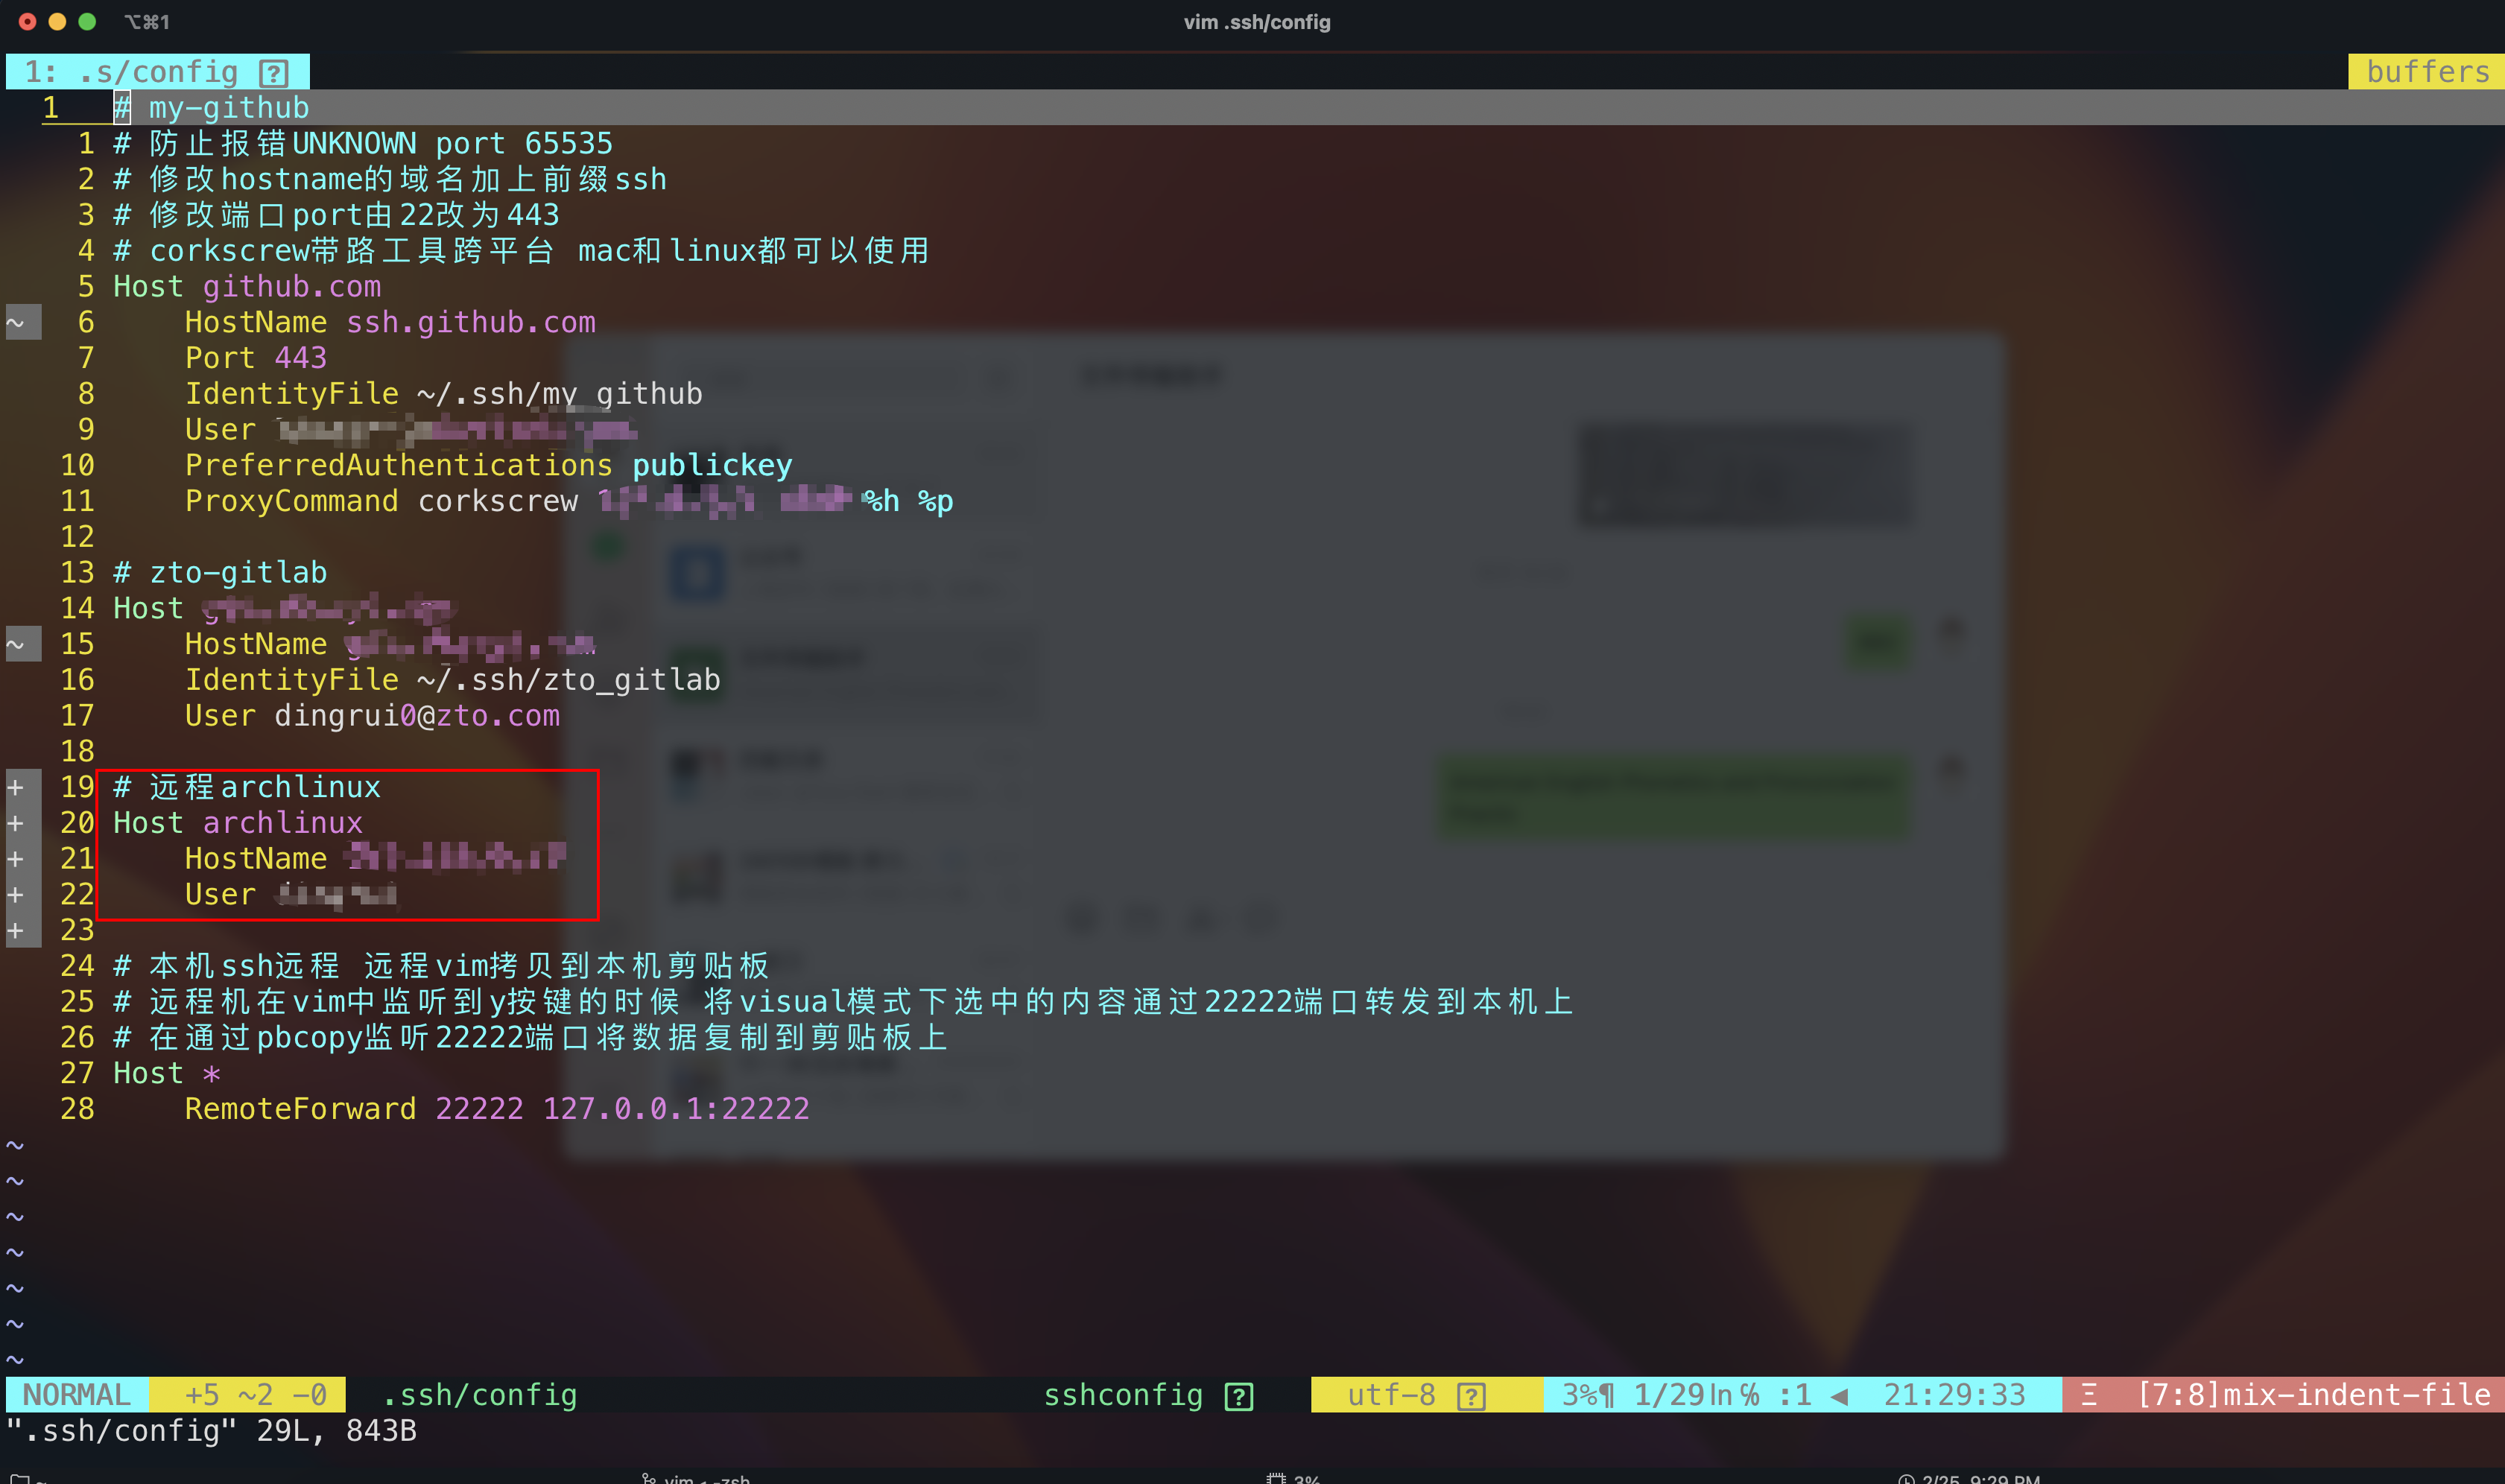 ⌥⌘1
vim .ssh/config
1: .s/config
buffers
1 # my-github
1 # 防止报错UNKNOWN port 65535
2 # 修改hostname的域名加上前缀ssh
3 # 修改端口port由22改为443
4 # corkscrew带路工具跨平台 mac和linux都可以使用
5 Host github.com
~ 6 HostName ssh.github.com
7 Port 443
8 IdentityFile ~/.ssh/my_github
9 User
10 PreferredAuthentications publickey
11 ProxyCommand corkscrew %h %p
12
13 # zto-gitlab
14 Host
~ 15 HostName
16 IdentityFile ~/.ssh/zto_gitlab
17 User dingrui0@zto.com
18
+ 19 # 远程archlinux
+ 20 Host archlinux
+ 21 HostName
+ 22 User
+ 23
24 # 本机ssh远程 远程vim拷贝到本机剪贴板
25 # 远程机在vim中监听到y按键的时候 将visual模式下选中的内容通过22222端口转发到本机上
26 # 在通过pbcopy监听22222端口将数据复制到剪贴板上
27 Host *
28 RemoteForward 22222 127.0.0.1:22222
~
~
~
~
~
~
~
NORMAL +5 ~2 -0 .ssh/config sshconfig utf-8 3%¶ 1/29㏑℅ :1 ◀ 21:29:33 Ξ [7:8]mix-indent-file
".ssh/config" 29L, 843B
~ vim ◂ -zsh 3% 2/25, 9:29 PM